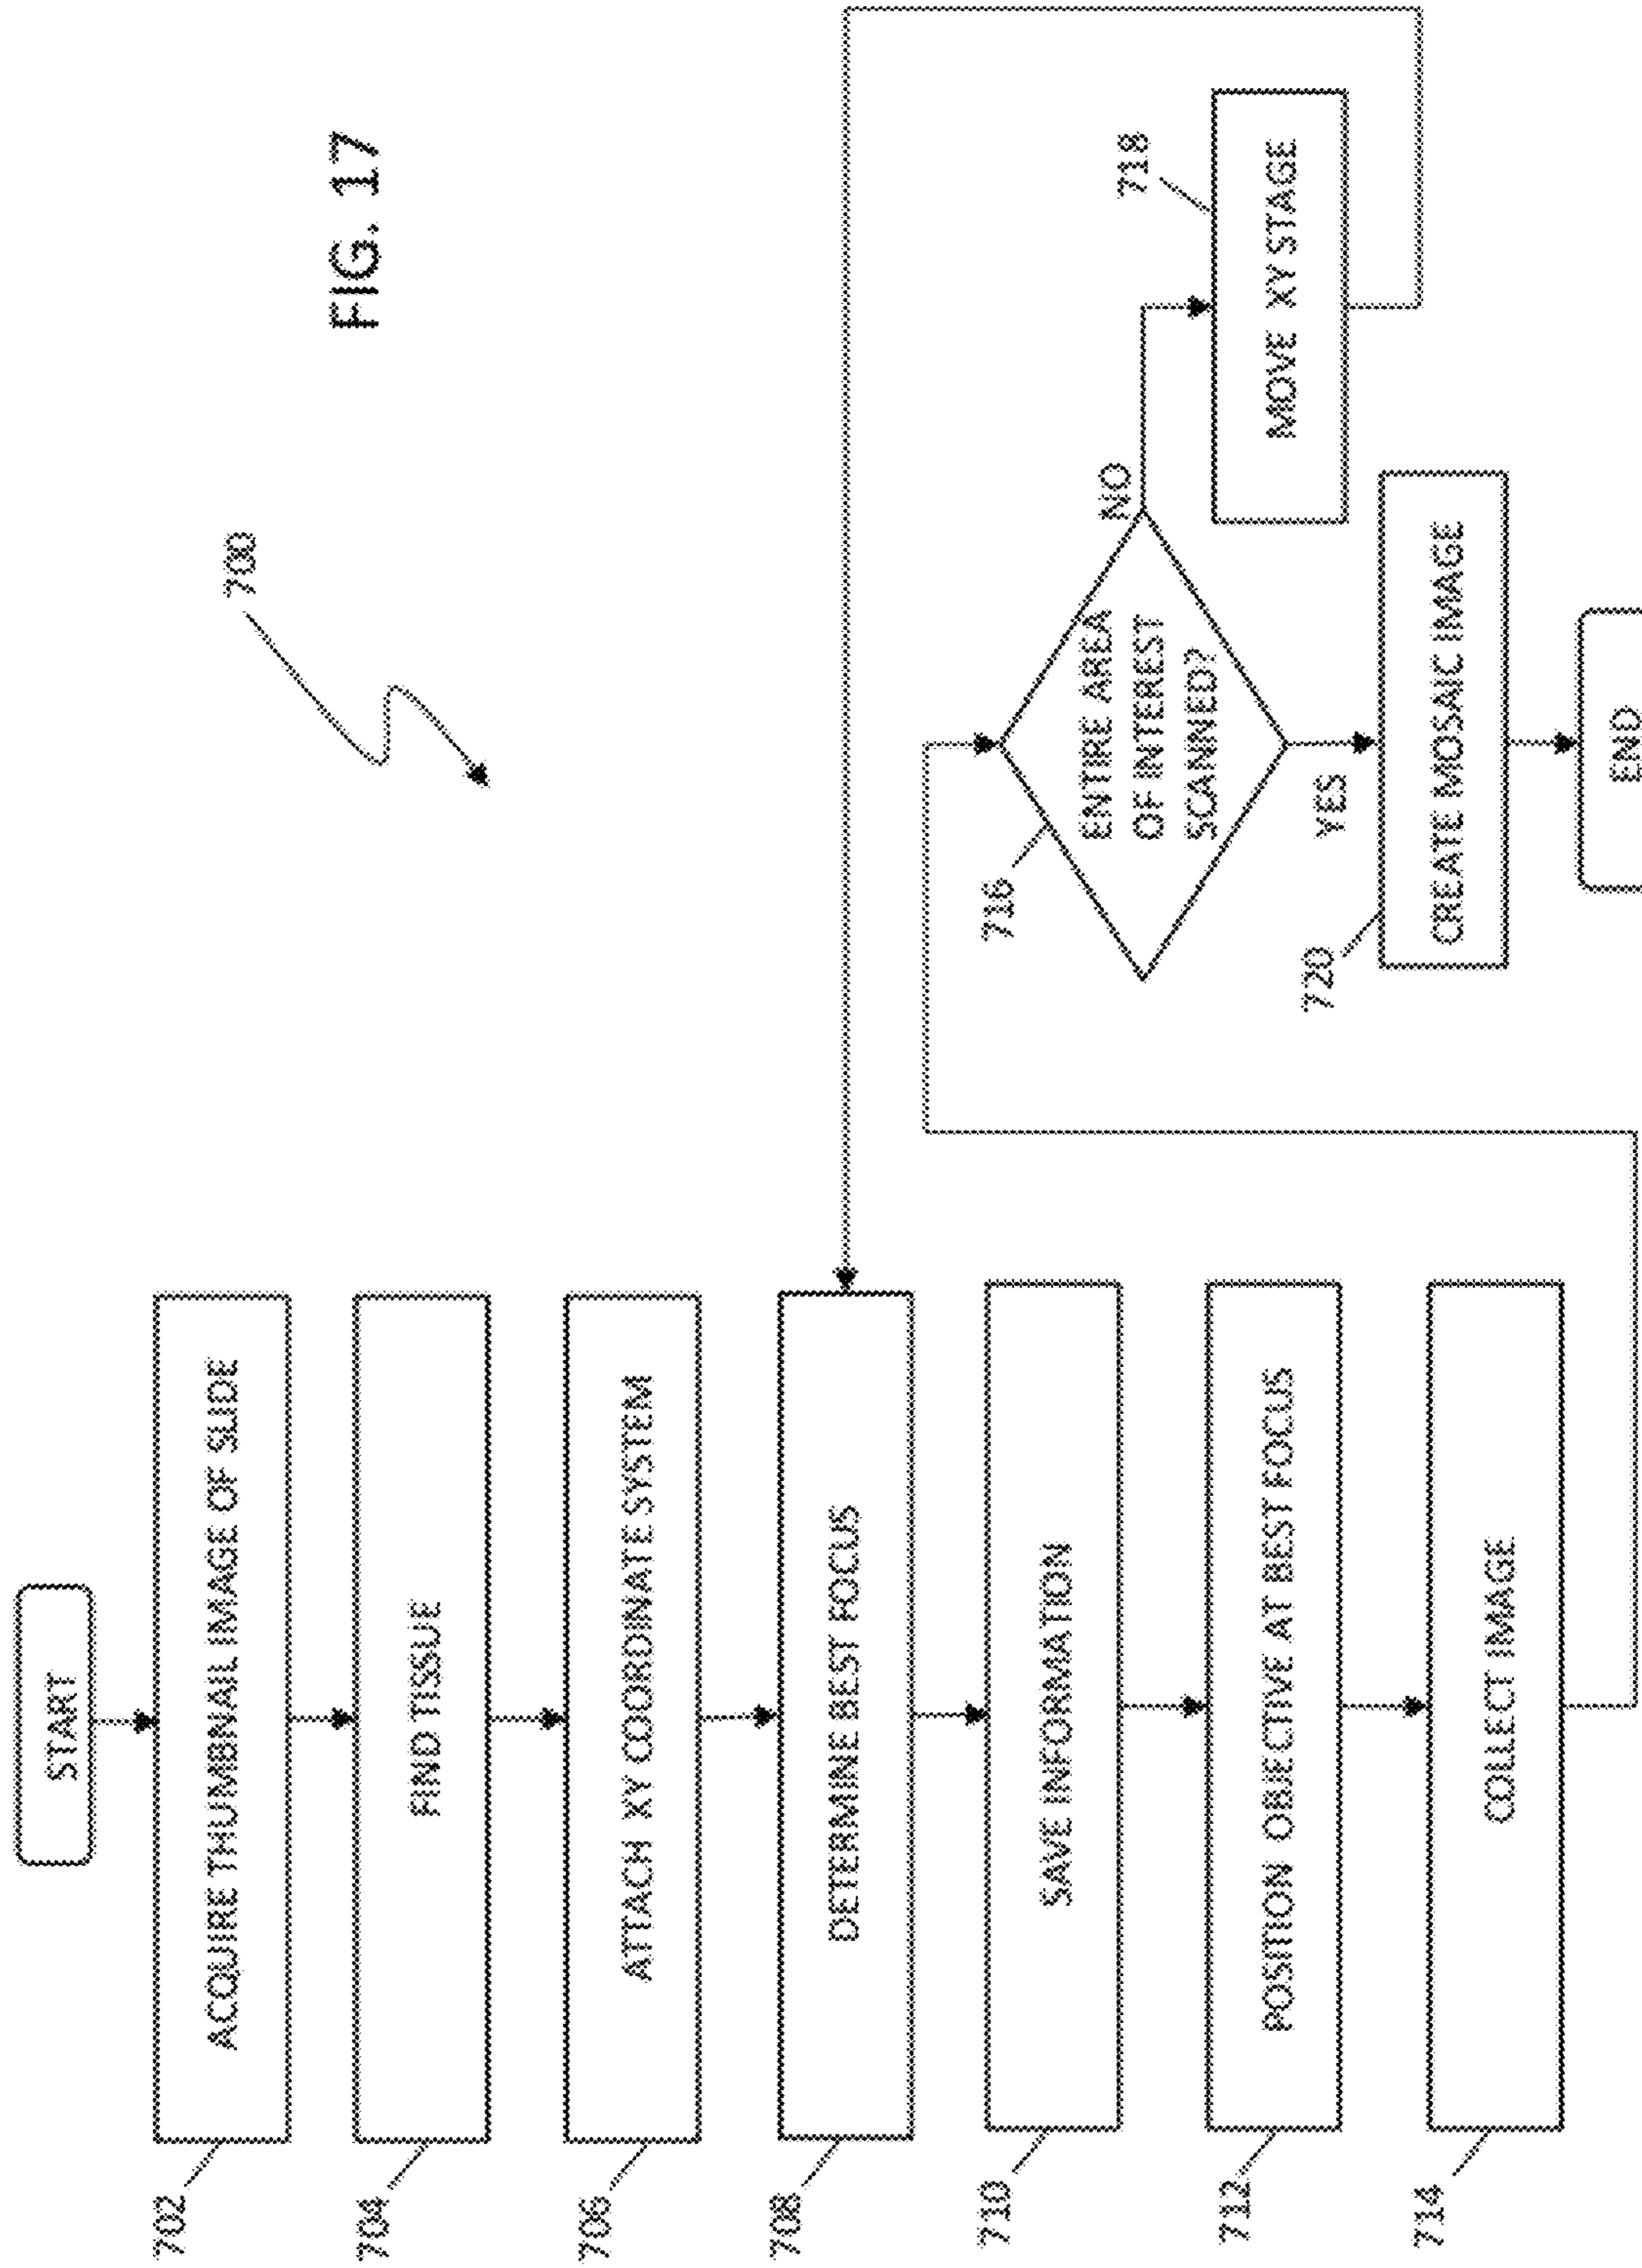 FIG. 17
700
START
702
ACQUIRE THUMBNAIL IMAGE OF SLIDE
704
FIND TISSUE
706
ATTACH XY COORDINATE SYSTEM
708
DETERMINE BEST FOCUS
710
SAVE INFORMATION
712
POSITION OBJECTIVE AT BEST FOCUS
714
COLLECT IMAGE
716
ENTIRE AREA
OF INTEREST
SCANNED?
NO
718
MOVE XY STAGE
YES
720
CREATE MOSAIC IMAGE
END